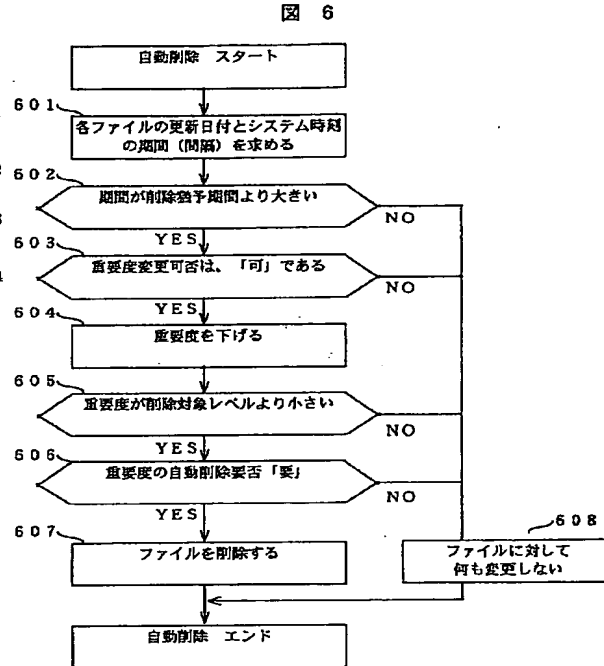 図 6
自動削除 スタート
601
各ファイルの更新日付とシステム時刻
の期間(間隔)を求める
602
期間が削除猶予期間より大きい
NO
YES
603
重要度変更可否は、「可」である
NO
YES
604
重要度を下げる
605
重要度が削除対象レベルより小さい
NO
YES
606
重要度の自動削除要否「要」
NO
YES
607
ファイルを削除する
608
ファイルに対して
何も変更しない
自動削除 エンド